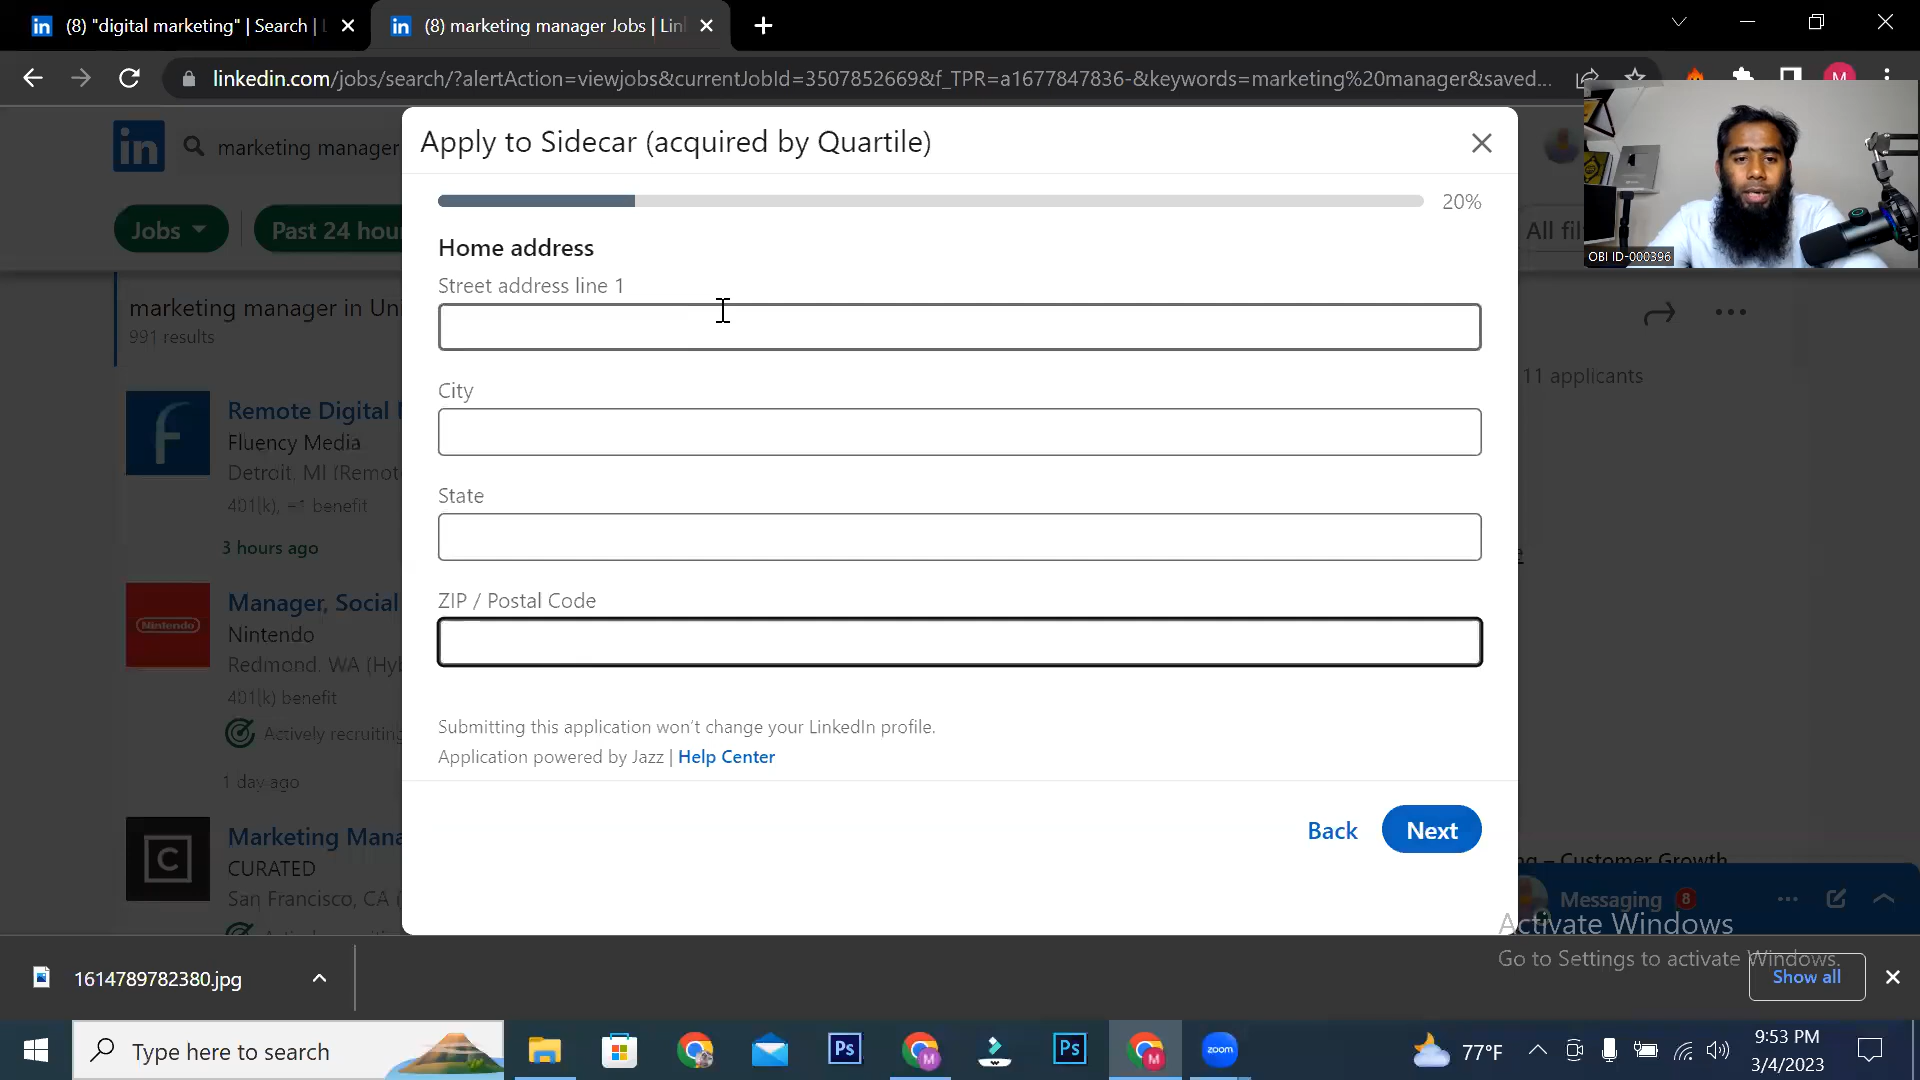 (8) "digital marketing" | Search |
(8) marketing manager Jobs | Lin
linkedin.com/jobs/search/?alertAction=viewjobs&currentJobId=3507852669&f_TPR=a1677847836-&keywords=marketing%20manager&saved...
M
OBI ID-000396
in
marketing manager
Jobs
Past 24 hou
All fil
Apply to Sidecar (acquired by Quartile)
20%
Home address
Street address line 1
City
State
ZIP / Postal Code
Submitting this application won't change your LinkedIn profile.
Application powered by Jazz | Help Center
Back
Next
marketing manager in Uni
991 results
11 applicants
Remote Digital
Fluency Media
Detroit, MI (Remot
401(k), +1 benefit
3 hours ago
Nintendo
Manager, Social
Nintendo
Redmond, WA (Hyb
401(k) benefit
Actively recruiting
1 day ago
C
Marketing Mana
CURATED
San Francisco, CA (
ng – Customer Growth
Messaging 8
Activate Windows
Go to Settings to activate Windows.
1614789782380.jpg
Show all
Type here to search
Ps
M
Ps
M
zoom
77°F
9:53 PM
3/4/2023